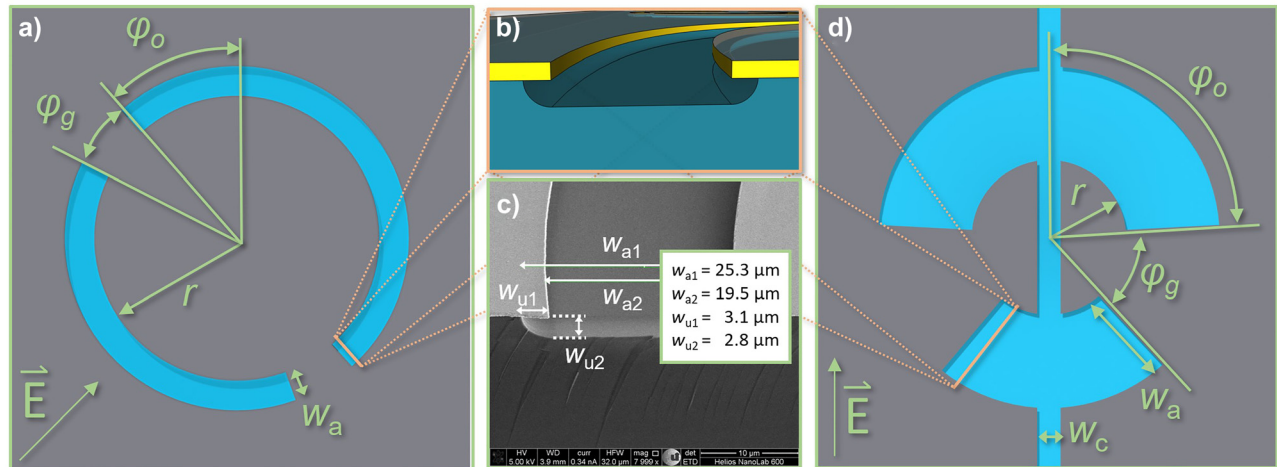 a)
φo
φg
r
E
wa
b)
c)
wa1
wa2
wu1
wu2
wa1 = 25.3 μm
wa2 = 19.5 μm
wu1 = 3.1 μm
wu2 = 2.8 μm
HV WD curr HFW mag det 10 μm
5.00 kV 3.9 mm 0.34 nA 32.0 μm 7 999 x ETD Helios NanoLab 600
d)
φo
r
φg
E
wa
wc